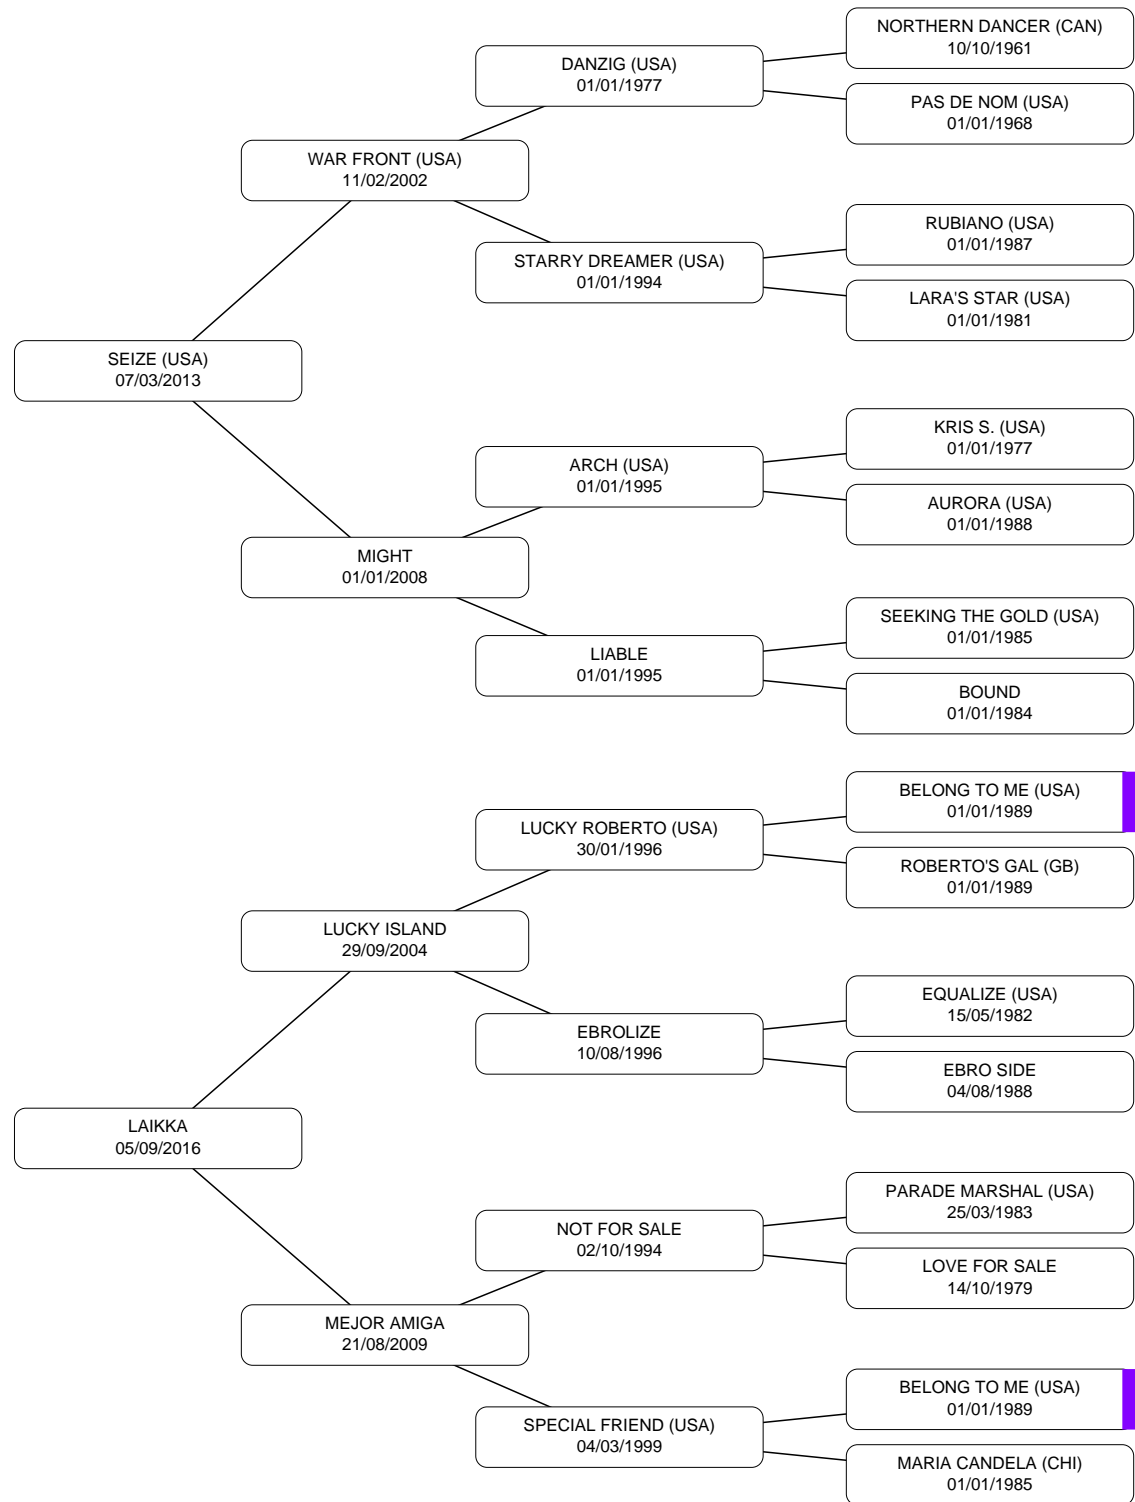 NORTHERN DANCER (CAN)
10/10/1961
DANZIG (USA)
01/01/1977
PAS DE NOM (USA)
01/01/1968
WAR FRONT (USA)
11/02/2002
RUBIANO (USA)
01/01/1987
STARRY DREAMER (USA)
01/01/1994
LARA'S STAR (USA)
01/01/1981
SEIZE (USA)
07/03/2013
KRIS S. (USA)
01/01/1977
ARCH (USA)
01/01/1995
AURORA (USA)
01/01/1988
MIGHT
01/01/2008
SEEKING THE GOLD (USA)
01/01/1985
LIABLE
01/01/1995
BOUND
01/01/1984
BELONG TO ME (USA)
01/01/1989
LUCKY ROBERTO (USA)
30/01/1996
ROBERTO'S GAL (GB)
01/01/1989
LUCKY ISLAND
29/09/2004
EQUALIZE (USA)
15/05/1982
EBROLIZE
10/08/1996
EBRO SIDE
04/08/1988
LAIKKA
05/09/2016
PARADE MARSHAL (USA)
25/03/1983
NOT FOR SALE
02/10/1994
LOVE FOR SALE
14/10/1979
MEJOR AMIGA
21/08/2009
BELONG TO ME (USA)
01/01/1989
SPECIAL FRIEND (USA)
04/03/1999
MARIA CANDELA (CHI)
01/01/1985